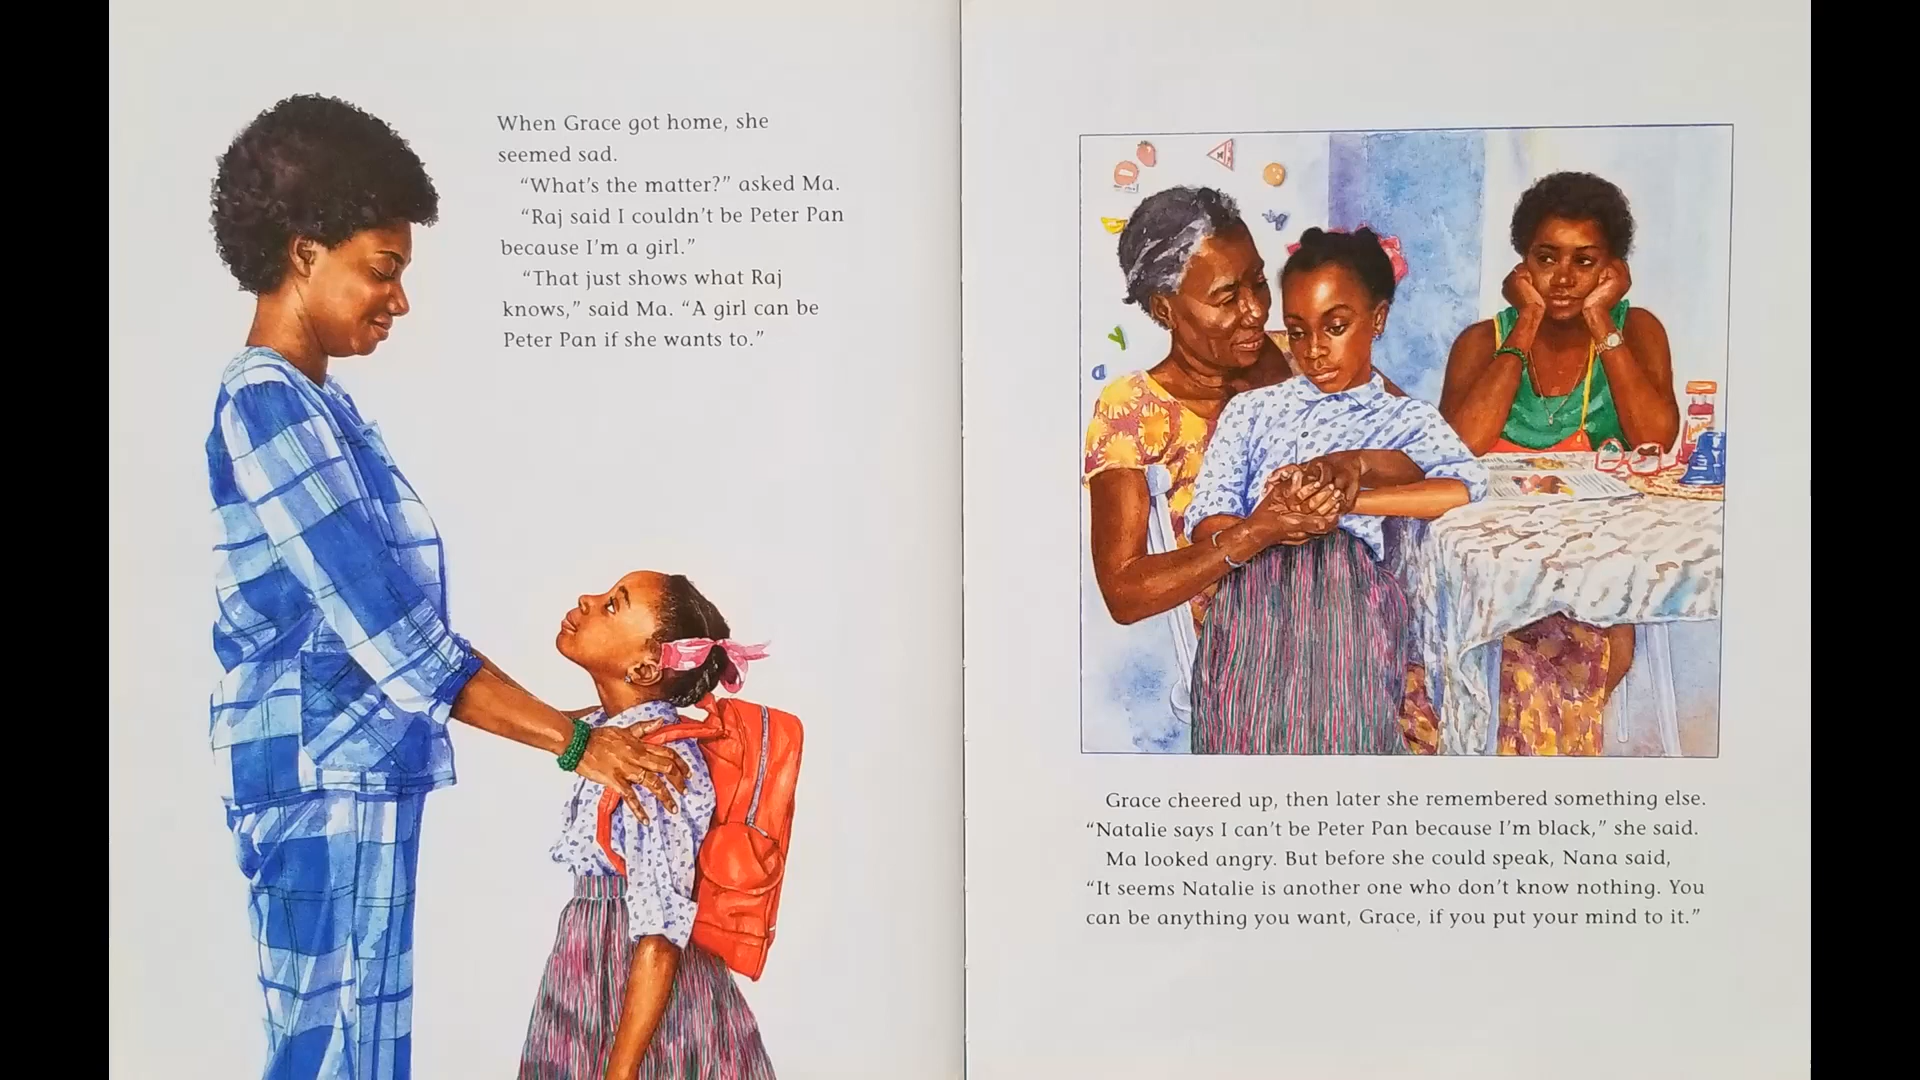 When Grace got home, she
seemed sad.
“What’s the matter?” asked Ma.
“Raj said I couldn’t be Peter Pan
because I’m a girl.”
“That just shows what Raj
knows,” said Ma. “A girl can be
Peter Pan if she wants to.”
Grace cheered up, then later she remembered something else.
“Natalie says I can’t be Peter Pan because I’m black,” she said.
Ma looked angry. But before she could speak, Nana said,
“It seems Natalie is another one who don’t know nothing. You
can be anything you want, Grace, if you put your mind to it.”